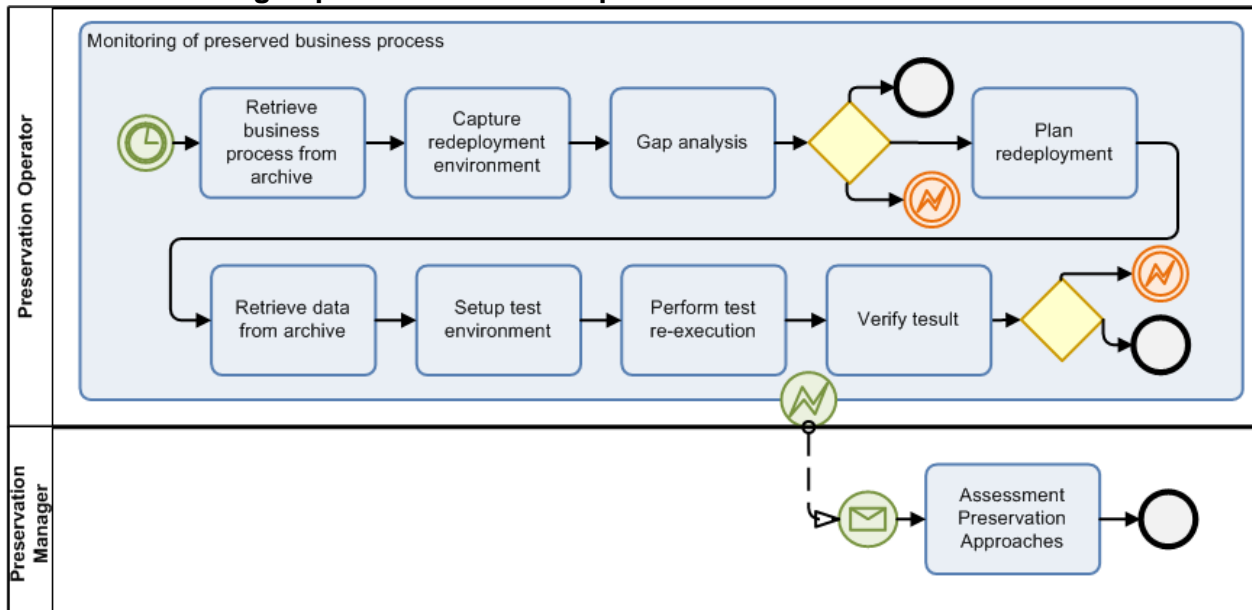 Preservation Operator
Monitoring of preserved business process
Retrieve
business
process from
archive
Capture
redeployment
environment
Gap analysis
Plan
redeployment
Retrieve data
from archive
Setup test
environment
Perform test
re-execution
Verify tesult
Preservation
Manager
Assessment
Preservation
Approaches